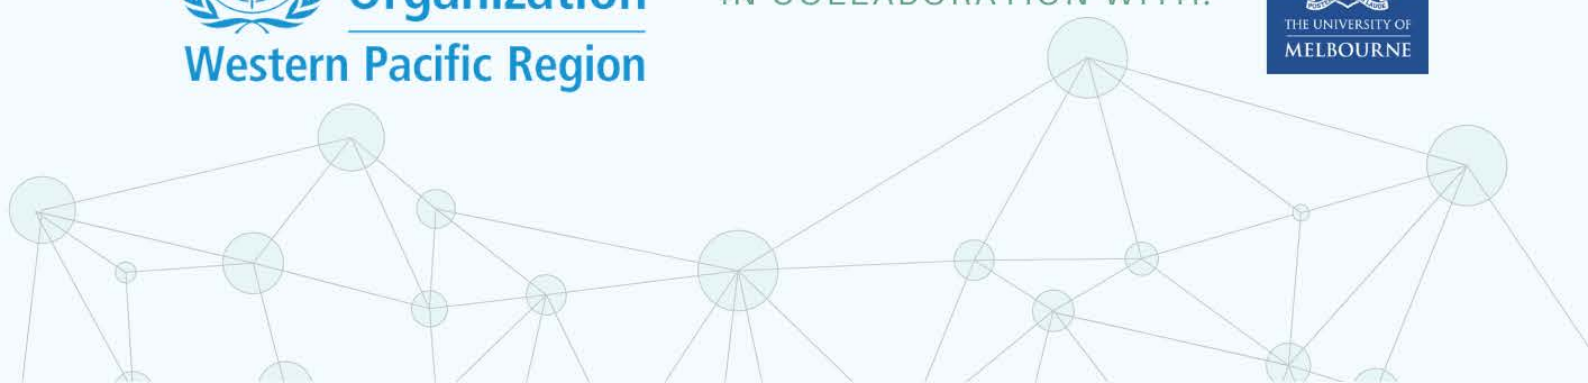 Organization
IN COLLABORATION WITH:
Western Pacific Region
THE UNIVERSITY OF
MELBOURNE